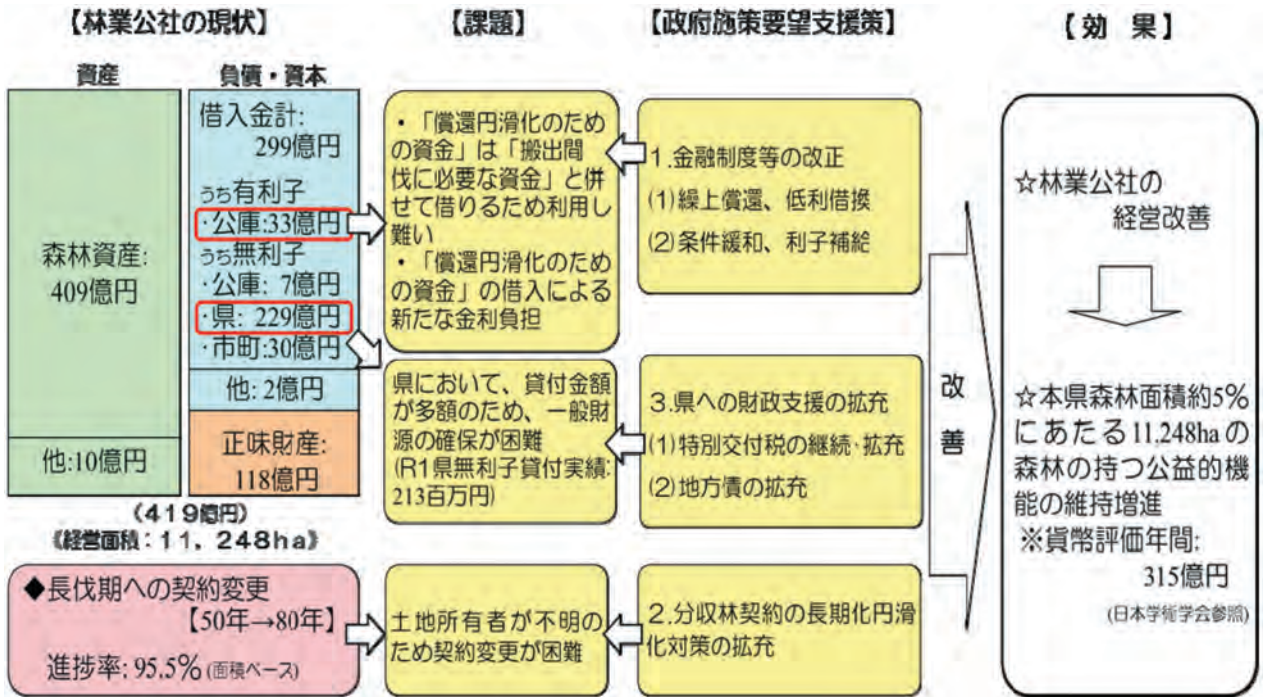 【林業公社の現状】
資産
負債・資本
森林資産:
409億円
他:10億円
借入金計:
299億円
うち有利子
・公庫:33億円
うち無利子
・公庫: 7億円
・県: 229億円
・市町:30億円
他: 2億円
正味財産:
118億円
(419億円)
《経営面積:11,248ha》
◆長伐期への契約変更
【50年→80年】
進捗率: 95.5% (面積ベース)
【課題】
・「償還円滑化のため
の資金」は「搬出間
伐に必要な資金」と併
せて借りるため利用し
難い
・「償還円滑化のため
の資金」の借入による
新たな金利負担
県において、貸付金額
が多額のため、一般財
源の確保が困難
(R1県無利子貸付実績:
213百万円)
土地所有者が不明の
ため契約変更が困難
【政府施策要望支援策】
1.金融制度等の改正
(1)繰上償還、低利借換
(2)条件緩和、利子補給
3.県への財政支援の拡充
(1)特別交付税の継続・拡充
(2)地方債の拡充
2.分収林契約の長期化円滑
化対策の拡充
改
善
【効 果】
☆林業公社の
経営改善
☆本県森林面積約5%
にあたる11,248haの
森林の持つ公益的機
能の維持増進
※貨幣評価年間:
315億円
(日本学術学会参照)